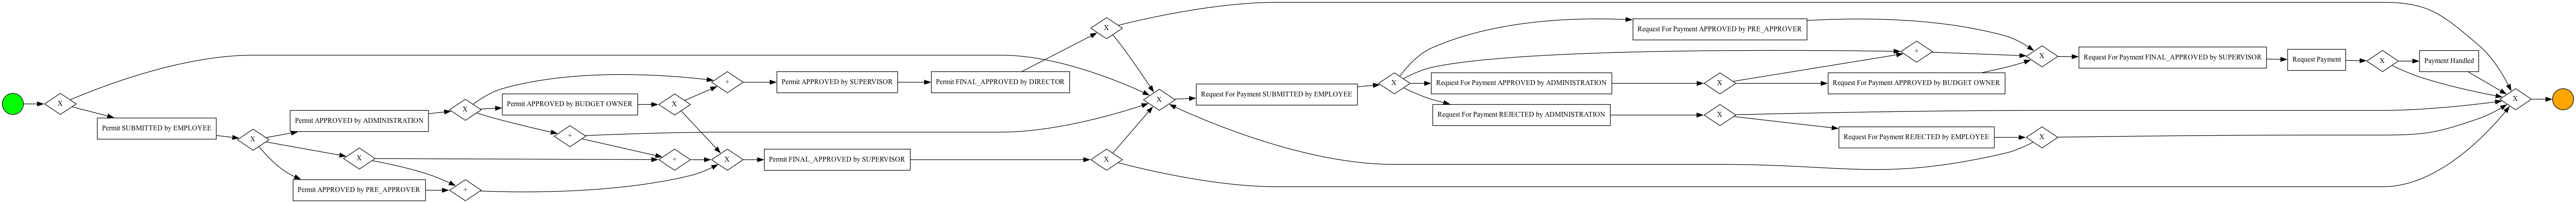 X
Permit SUBMITTED by EMPLOYEE
X
Permit APPROVED by ADMINISTRATION
X
Permit APPROVED by PRE_APPROVER
X
+
Permit APPROVED by BUDGET OWNER
+
X
+
+
X
Permit APPROVED by SUPERVISOR
Permit FINAL_APPROVED by SUPERVISOR
Permit FINAL_APPROVED by DIRECTOR
X
X
X
Request For Payment SUBMITTED by EMPLOYEE
X
Request For Payment APPROVED by PRE_APPROVER
Request For Payment APPROVED by ADMINISTRATION
Request For Payment REJECTED by ADMINISTRATION
X
X
+
Request For Payment APPROVED by BUDGET OWNER
Request For Payment REJECTED by EMPLOYEE
X
X
Request For Payment FINAL_APPROVED by SUPERVISOR
Request Payment
X
Payment Handled
X